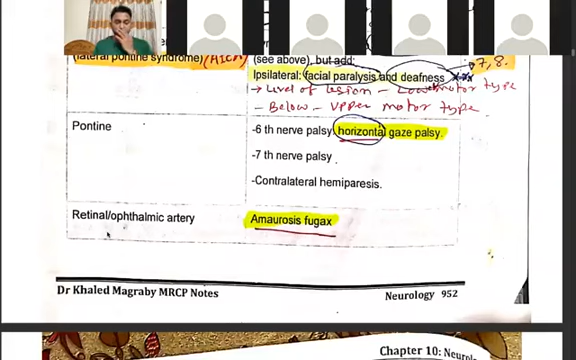 (lateral pontine syndrome) (AICA)
(see above), but add:
7, 8.
Ipsilateral: facial paralysis and deafness
→ Level of lesion - Lower motor type
- Below - Upper motor type
Pontine
-6 th nerve palsy: horizontal gaze palsy.
-7 th nerve palsy.
-Contralateral hemiparesis.
Retinal/ophthalmic artery
Amaurosis fugax
Dr Khaled Magraby MRCP Notes
Neurology 952
Chapter 10: Neurol